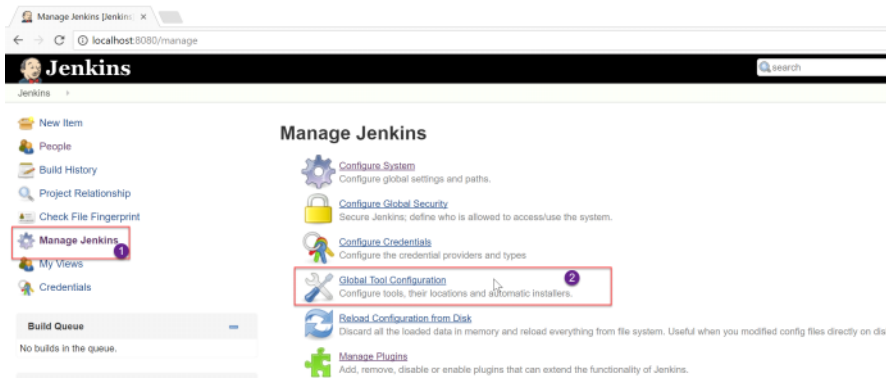 Manage Jenkins [Jenkins]
localhost:8080/manage
Jenkins
search
Jenkins
New Item
People
Build History
Project Relationship
Check File Fingerprint
Manage Jenkins
1
My Views
Credentials
Build Queue
No builds in the queue.
Manage Jenkins
Configure System
Configure global settings and paths.
Configure Global Security
Secure Jenkins; define who is allowed to access/use the system.
Configure Credentials
Configure the credential providers and types
Global Tool Configuration
2
Configure tools, their locations and automatic installers.
Reload Configuration from Disk
Discard all the loaded data in memory and reload everything from file system. Useful when you modified config files directly on dis
Manage Plugins
Add, remove, disable or enable plugins that can extend the functionality of Jenkins.